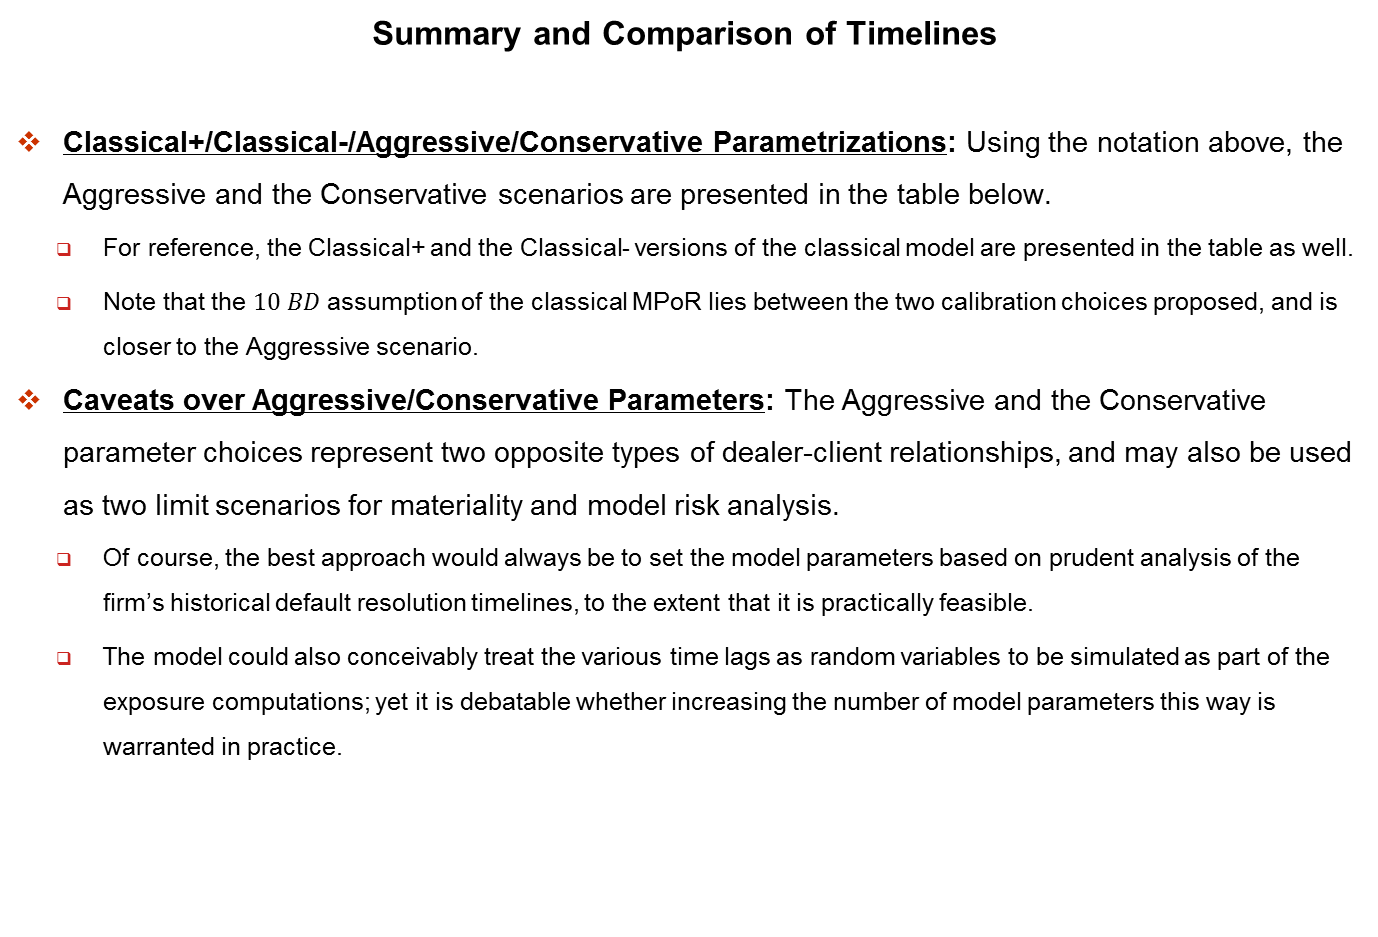 Summary and Comparison of Timelines
Classical+/Classical-/Aggressive/Conservative Parametrizations: Using the notation above, the
Aggressive and the Conservative scenarios are presented in the table below.
For reference, the Classical+ and the Classical- versions of the classical model are presented in the table as well.
Note that the 10 BD assumption of the classical MPoR lies between the two calibration choices proposed, and is
closer to the Aggressive scenario.
Caveats over Aggressive/Conservative Parameters: The Aggressive and the Conservative
parameter choices represent two opposite types of dealer-client relationships, and may also be used
as two limit scenarios for materiality and model risk analysis.
Of course, the best approach would always be to set the model parameters based on prudent analysis of the
firm’s historical default resolution timelines, to the extent that it is practically feasible.
The model could also conceivably treat the various time lags as random variables to be simulated as part of the
exposure computations; yet it is debatable whether increasing the number of model parameters this way is
warranted in practice.